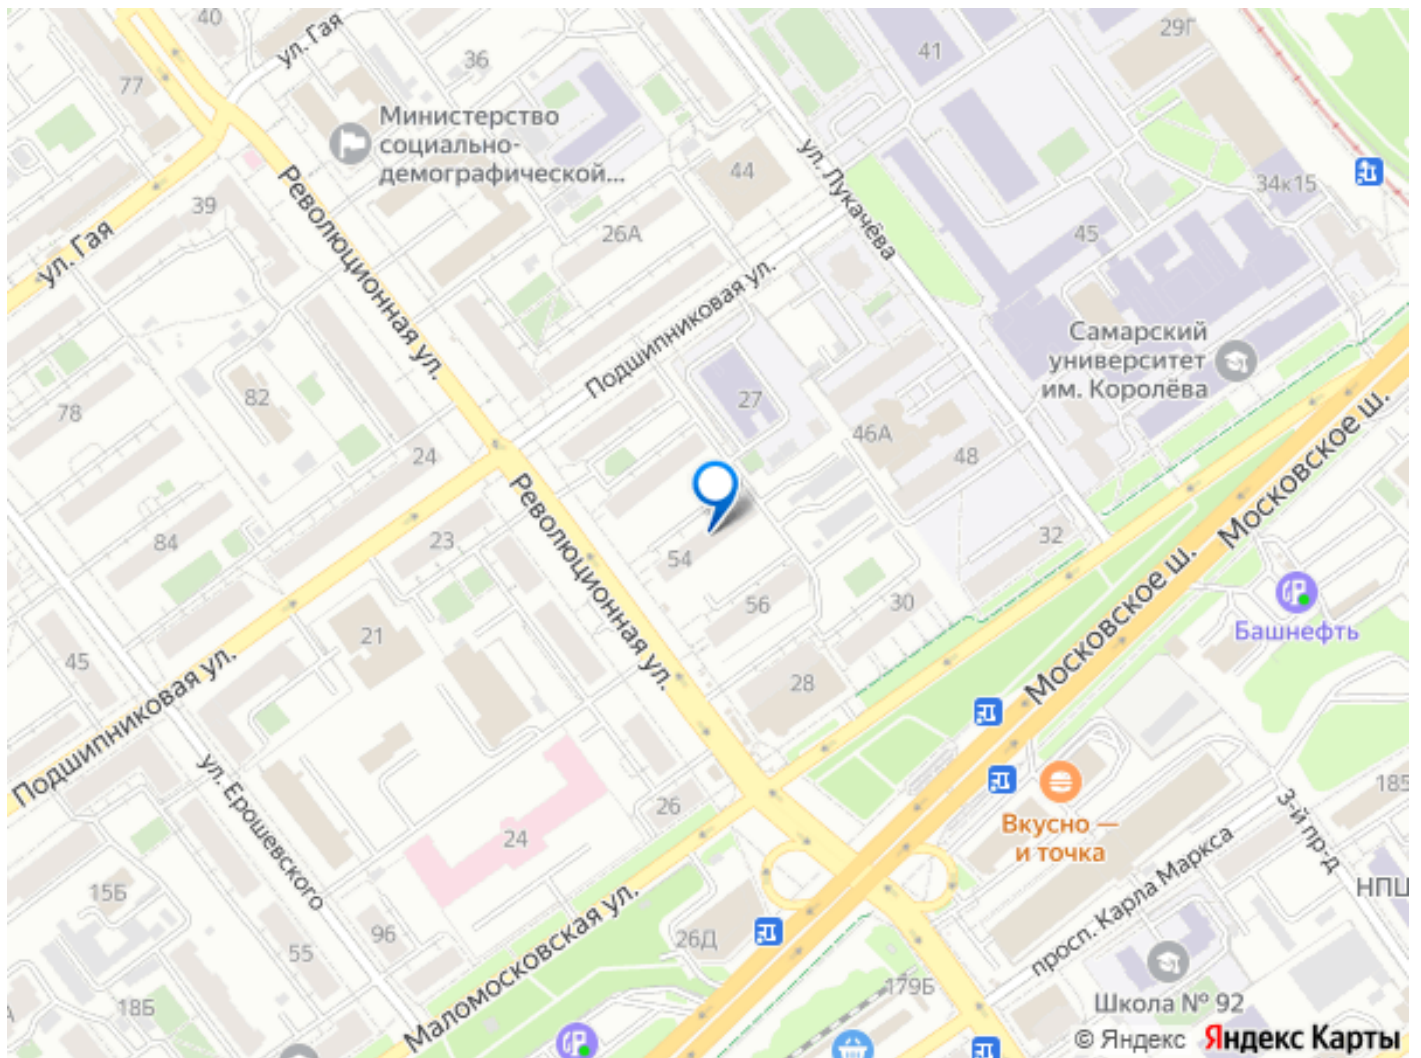 40
ул. Гая
36
41
29Г
77
Министерство
социально-
демографической...
44
ул. Лукачёва
34к15
39
Революционная ул.
26А
45
ул. Гая
Подшипниковая ул.
Самарский
университет
им. Королёва
78
82
27
46А
48
Московское ш.
24
Революционная ул.
84
23
54
32
Московское ш.
56
30
Башнефть
45
21
28
Подшипниковая ул.
ул. Ерошевского
26
24
Вкусно —
и точка
185
3-й пр-д
просп. Карла Маркса
НПЦ
15Б
96
55
Маломосковская ул.
26Д
179Б
18Б
Школа № 92
© Яндекс Яндекс Карты